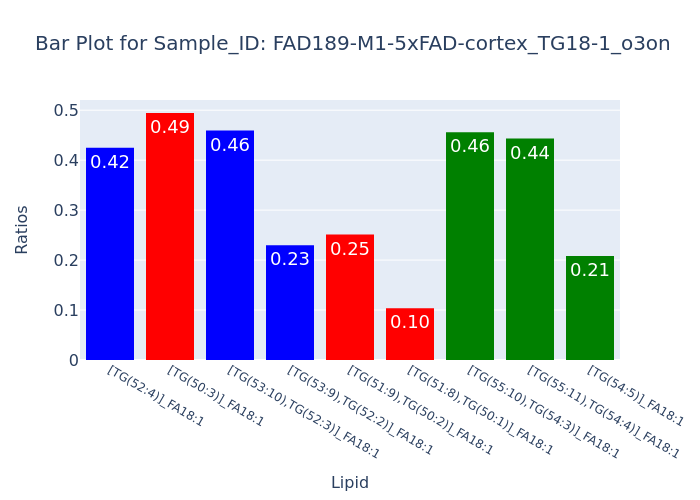 Bar Plot for Sample_ID: FAD189-M1-5xFAD-cortex_TG18-1_o3on
Ratios
0.5
0.4
0.3
0.2
0.1
0
0.42
0.49
0.46
0.23
0.25
0.10
0.46
0.44
0.21
[TG(52:4)]_FA18:1
[TG(50:3)]_FA18:1
[TG(53:10),TG(52:3)]_FA18:1
[TG(53:9),TG(52:2)]_FA18:1
[TG(51:9),TG(50:2)]_FA18:1
[TG(51:8),TG(50:1)]_FA18:1
[TG(55:10),TG(54:3)]_FA18:1
[TG(55:11),TG(54:4)]_FA18:1
[TG(54:5)]_FA18:1
Lipid